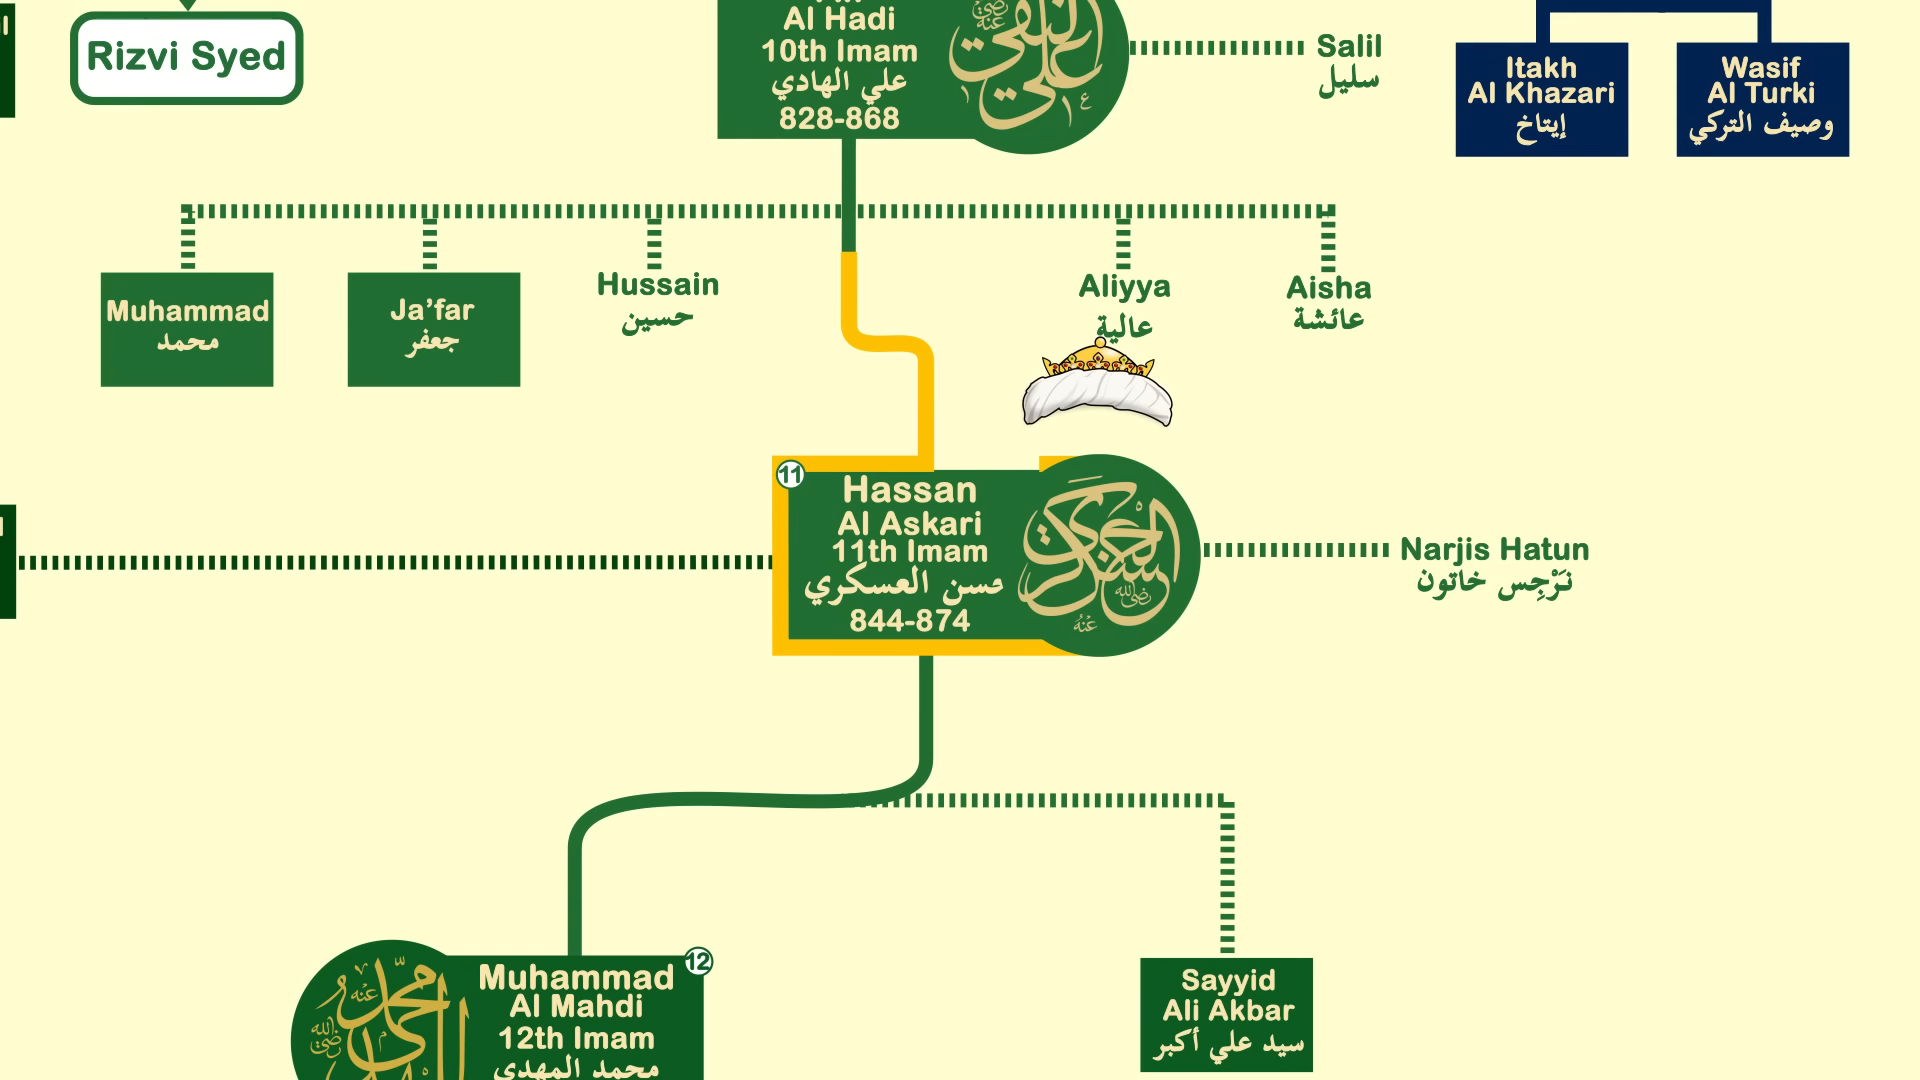 Rizvi Syed
Al Hadi
10th Imam
علي الهادي
828-868
Salil
سليل
Itakh
Al Khazari
إيتاخ
Wasif
Al Turki
وصيف التركي
Muhammad
محمد
Ja’far
جعفر
Hussain
حسين
Aliyya
عالية
Aisha
عائشة
11
Hassan
Al Askari
11th Imam
حسن العسكري
844-874
Narjis Hatun
نَرْجِس خاتون
12
Muhammad
Al Mahdi
12th Imam
محمد المهدي
Sayyid
Ali Akbar
سيد علي أكبر